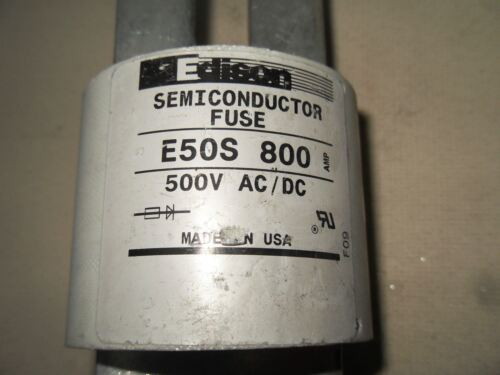 Edison
SEMICONDUCTOR
FUSE
E50S 800 AMP
500V AC/DC
MADE IN USA
F09